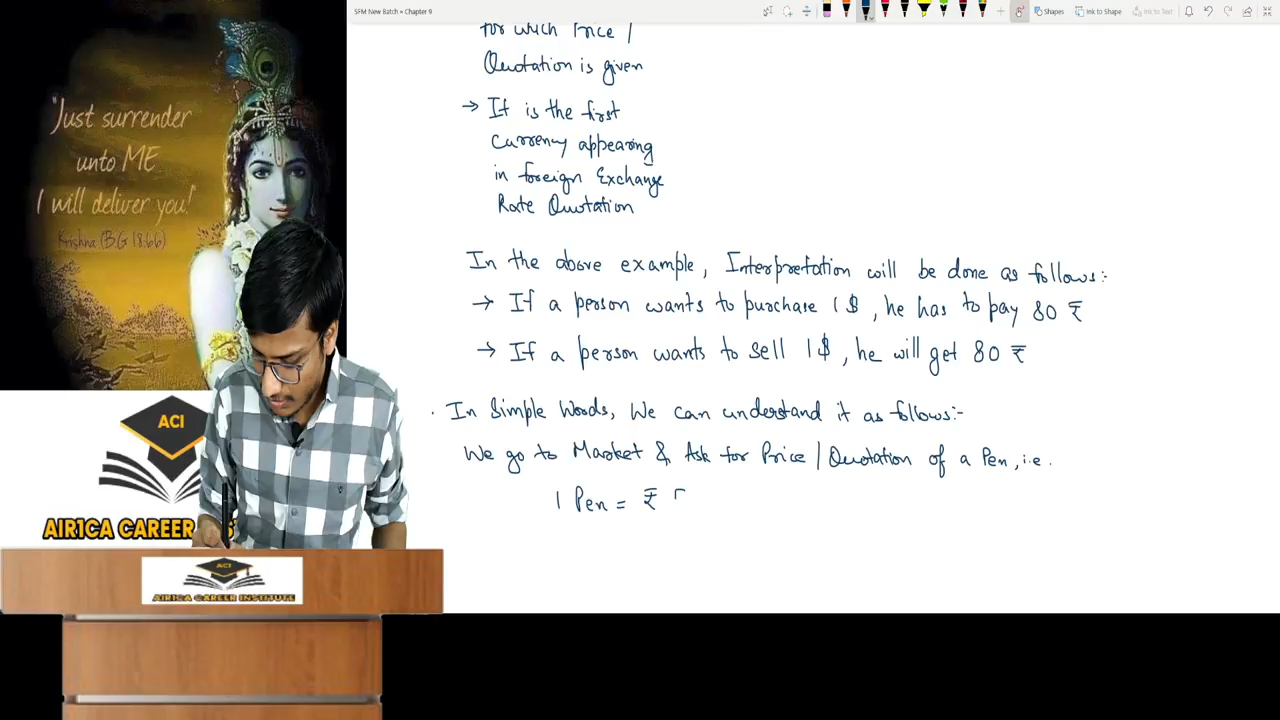 SFM New Batch » Chapter 9
Shapes
Ink to Shape
Ink to Text
"Just surrender
unto ME
I will deliver you!"
Krishna (B.G 18:66)
for which Price /
Quotation is given
→ It is the first
currency appearing
in foreign Exchange
Rate Quotation
In the above example, Interpretation will be done as follows:-
→ If a person wants to purchase 1 $, he has to pay 80 ₹
→ If a person wants to sell 1 $, he will get 80 ₹
In Simple Words, We can understand it as follows:-
We go to Market & Ask for Price / Quotation of a Pen, i.e.
1 Pen = ₹
ACI
AIR1CA CAREER
ACI
AIR1CA CAREER INSTITUTE